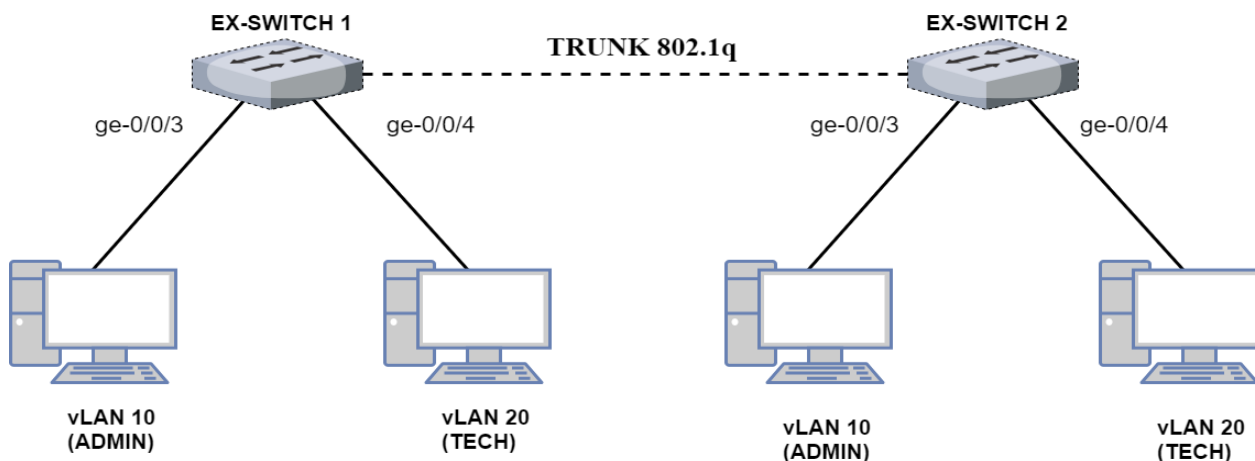 EX-SWITCH 1
EX-SWITCH 2
TRUNK 802.1q
ge-0/0/3
ge-0/0/4
ge-0/0/3
ge-0/0/4
vLAN 10
(ADMIN)
vLAN 20
(TECH)
vLAN 10
(ADMIN)
vLAN 20
(TECH)